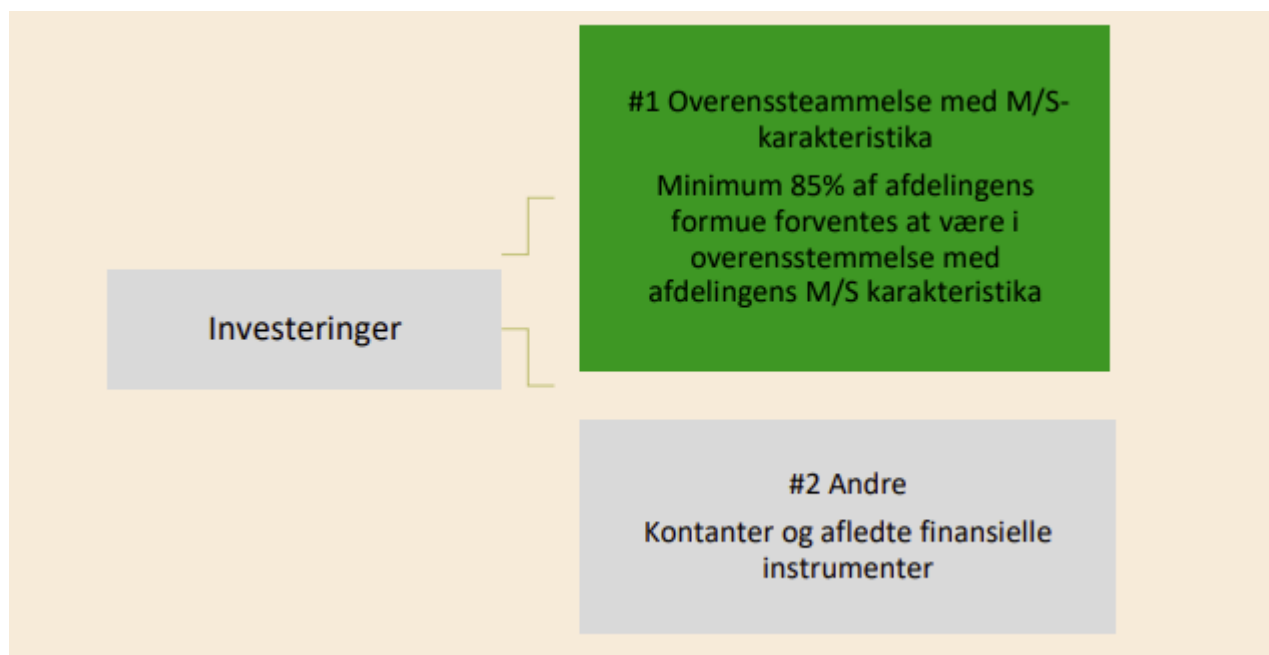 #1 Overenssteammelse med M/S-
karakteristika
Minimum 85% af afdelingens
formue forventes at være i
overensstemmelse med
afdelingens M/S karakteristika
Investeringer
#2 Andre
Kontanter og afledte finansielle
instrumenter